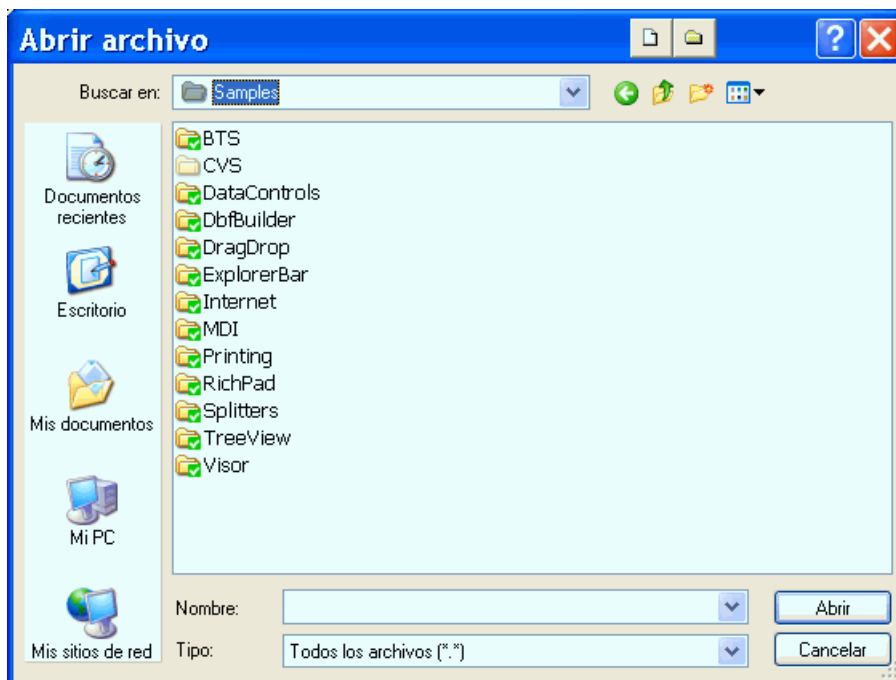 Abrir archivo
Buscar en:
Samples
Documentos
recientes
Escritorio
Mis documentos
Mi PC
Mis sitios de red
BTS
CVS
DataControls
DbfBuilder
DragDrop
ExplorerBar
Internet
MDI
Printing
RichPad
Splitters
TreeView
Visor
Nombre:
Abrir
Tipo:
Todos los archivos (*.*)
Cancelar